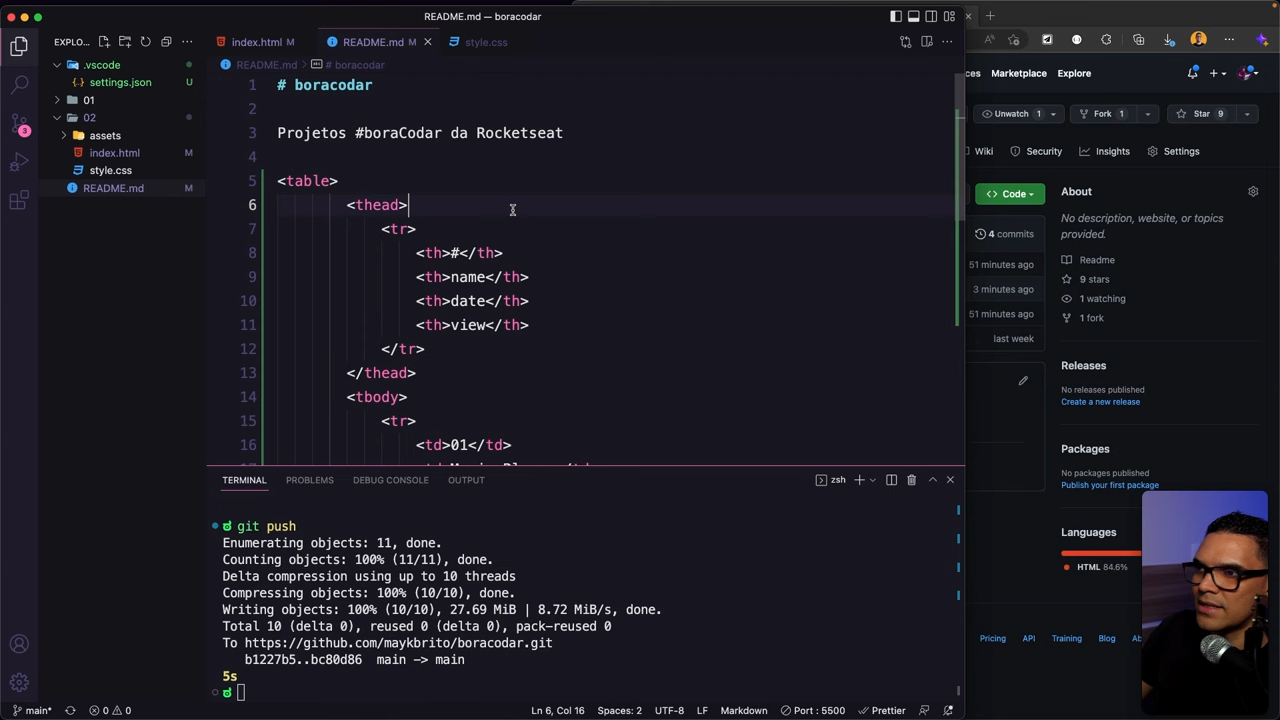 README.md — boracodar
EXPLO...
index.html M
README.md M
style.css
README.md > # boracodar
.vscode
settings.json U
01
02
assets
index.html M
style.css
README.md M
3
1 # boracodar
2
3 Projetos #boraCodar da Rocketseat
4
5 <table>
6 <thead>
7 <tr>
8 <th>#</th>
9 <th>name</th>
10 <th>date</th>
11 <th>view</th>
12 </tr>
13 </thead>
14 <tbody>
15 <tr>
16 <td>01</td>
TERMINAL PROBLEMS DEBUG CONSOLE OUTPUT
zsh
git push
Enumerating objects: 11, done.
Counting objects: 100% (11/11), done.
Delta compression using up to 10 threads
Compressing objects: 100% (10/10), done.
Writing objects: 100% (10/10), 27.69 MiB | 8.72 MiB/s, done.
Total 10 (delta 0), reused 0 (delta 0), pack-reused 0
To https://github.com/maykbrito/boracodar.git
b1227b5..bc80d86 main -> main
5s
main* 0 0 Ln 6, Col 16 Spaces: 2 UTF-8 LF Markdown Port : 5500 Prettier
Marketplace Explore
Unwatch 1 Fork 1 Star 9
Wiki Security Insights Settings
<> Code
About
No description, website, or topics
provided.
4 commits
51 minutes ago
3 minutes ago
51 minutes ago
last week
Readme
9 stars
1 watching
1 fork
Releases
No releases published
Create a new release
Packages
No packages published
Publish your first package
Languages
HTML 84.6%
Pricing API Training Blog